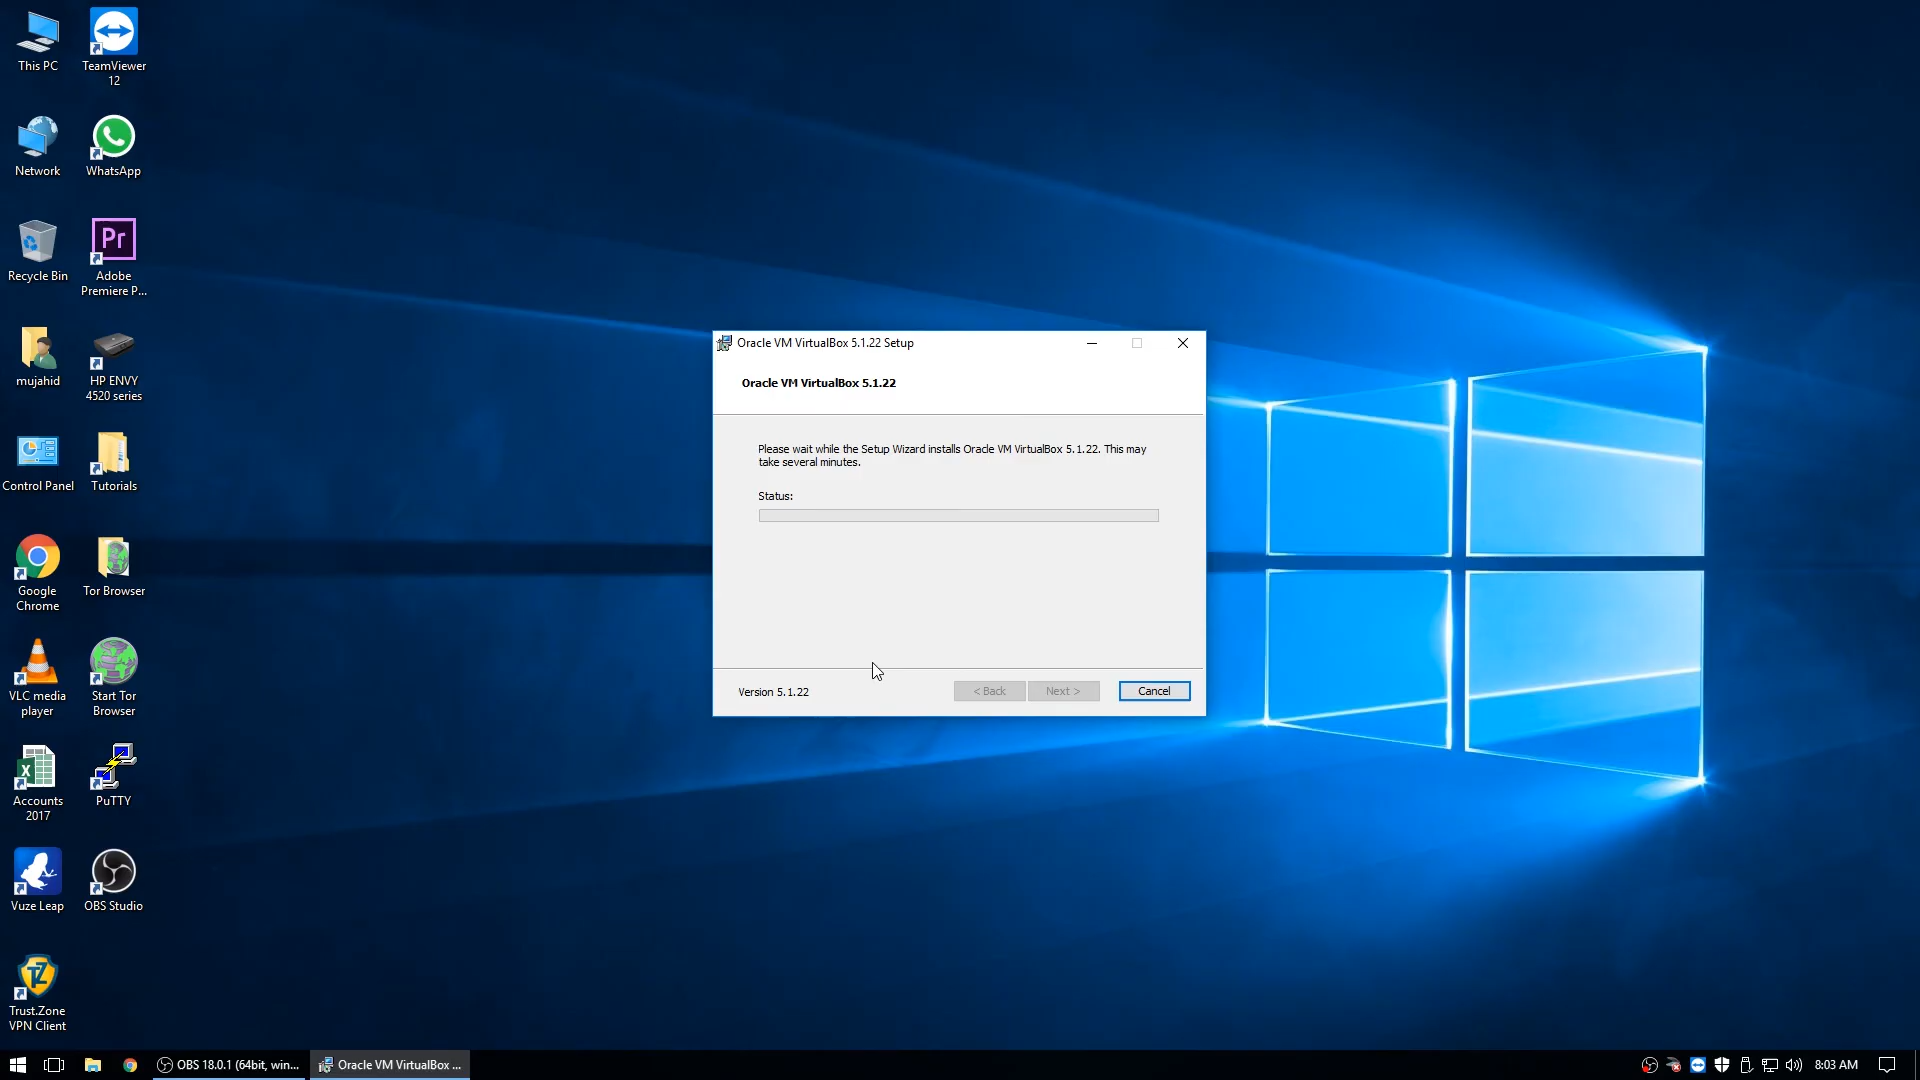 This PC
TeamViewer
12
Network
WhatsApp
Recycle Bin
Pr
Adobe
Premiere P...
mujahid
HP ENVY
4520 series
Control Panel
Tutorials
Google
Chrome
Tor Browser
VLC media
player
Start Tor
Browser
Accounts
2017
PuTTY
Vuze Leap
OBS Studio
TZ
Trust.Zone
VPN Client
Oracle VM VirtualBox 5.1.22 Setup
Oracle VM VirtualBox 5.1.22
Please wait while the Setup Wizard installs Oracle VM VirtualBox 5.1.22. This may
take several minutes.
Status:
Version 5.1.22
< Back
Next >
Cancel
OBS 18.0.1 (64bit, win...
Oracle VM VirtualBox ...
8:03 AM